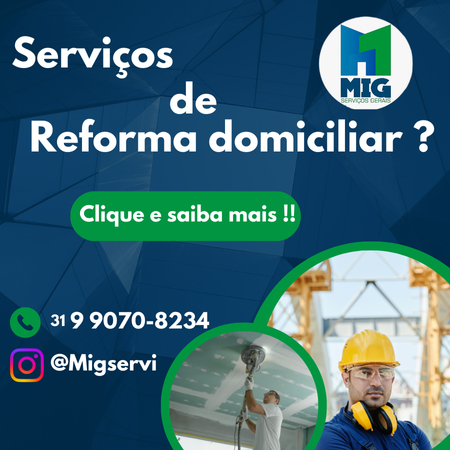 Serviços
de
Reforma domiciliar ?
MIG
SERVIÇOS GERAIS
Clique e saiba mais !!
31 9 9070-8234
@Migservi